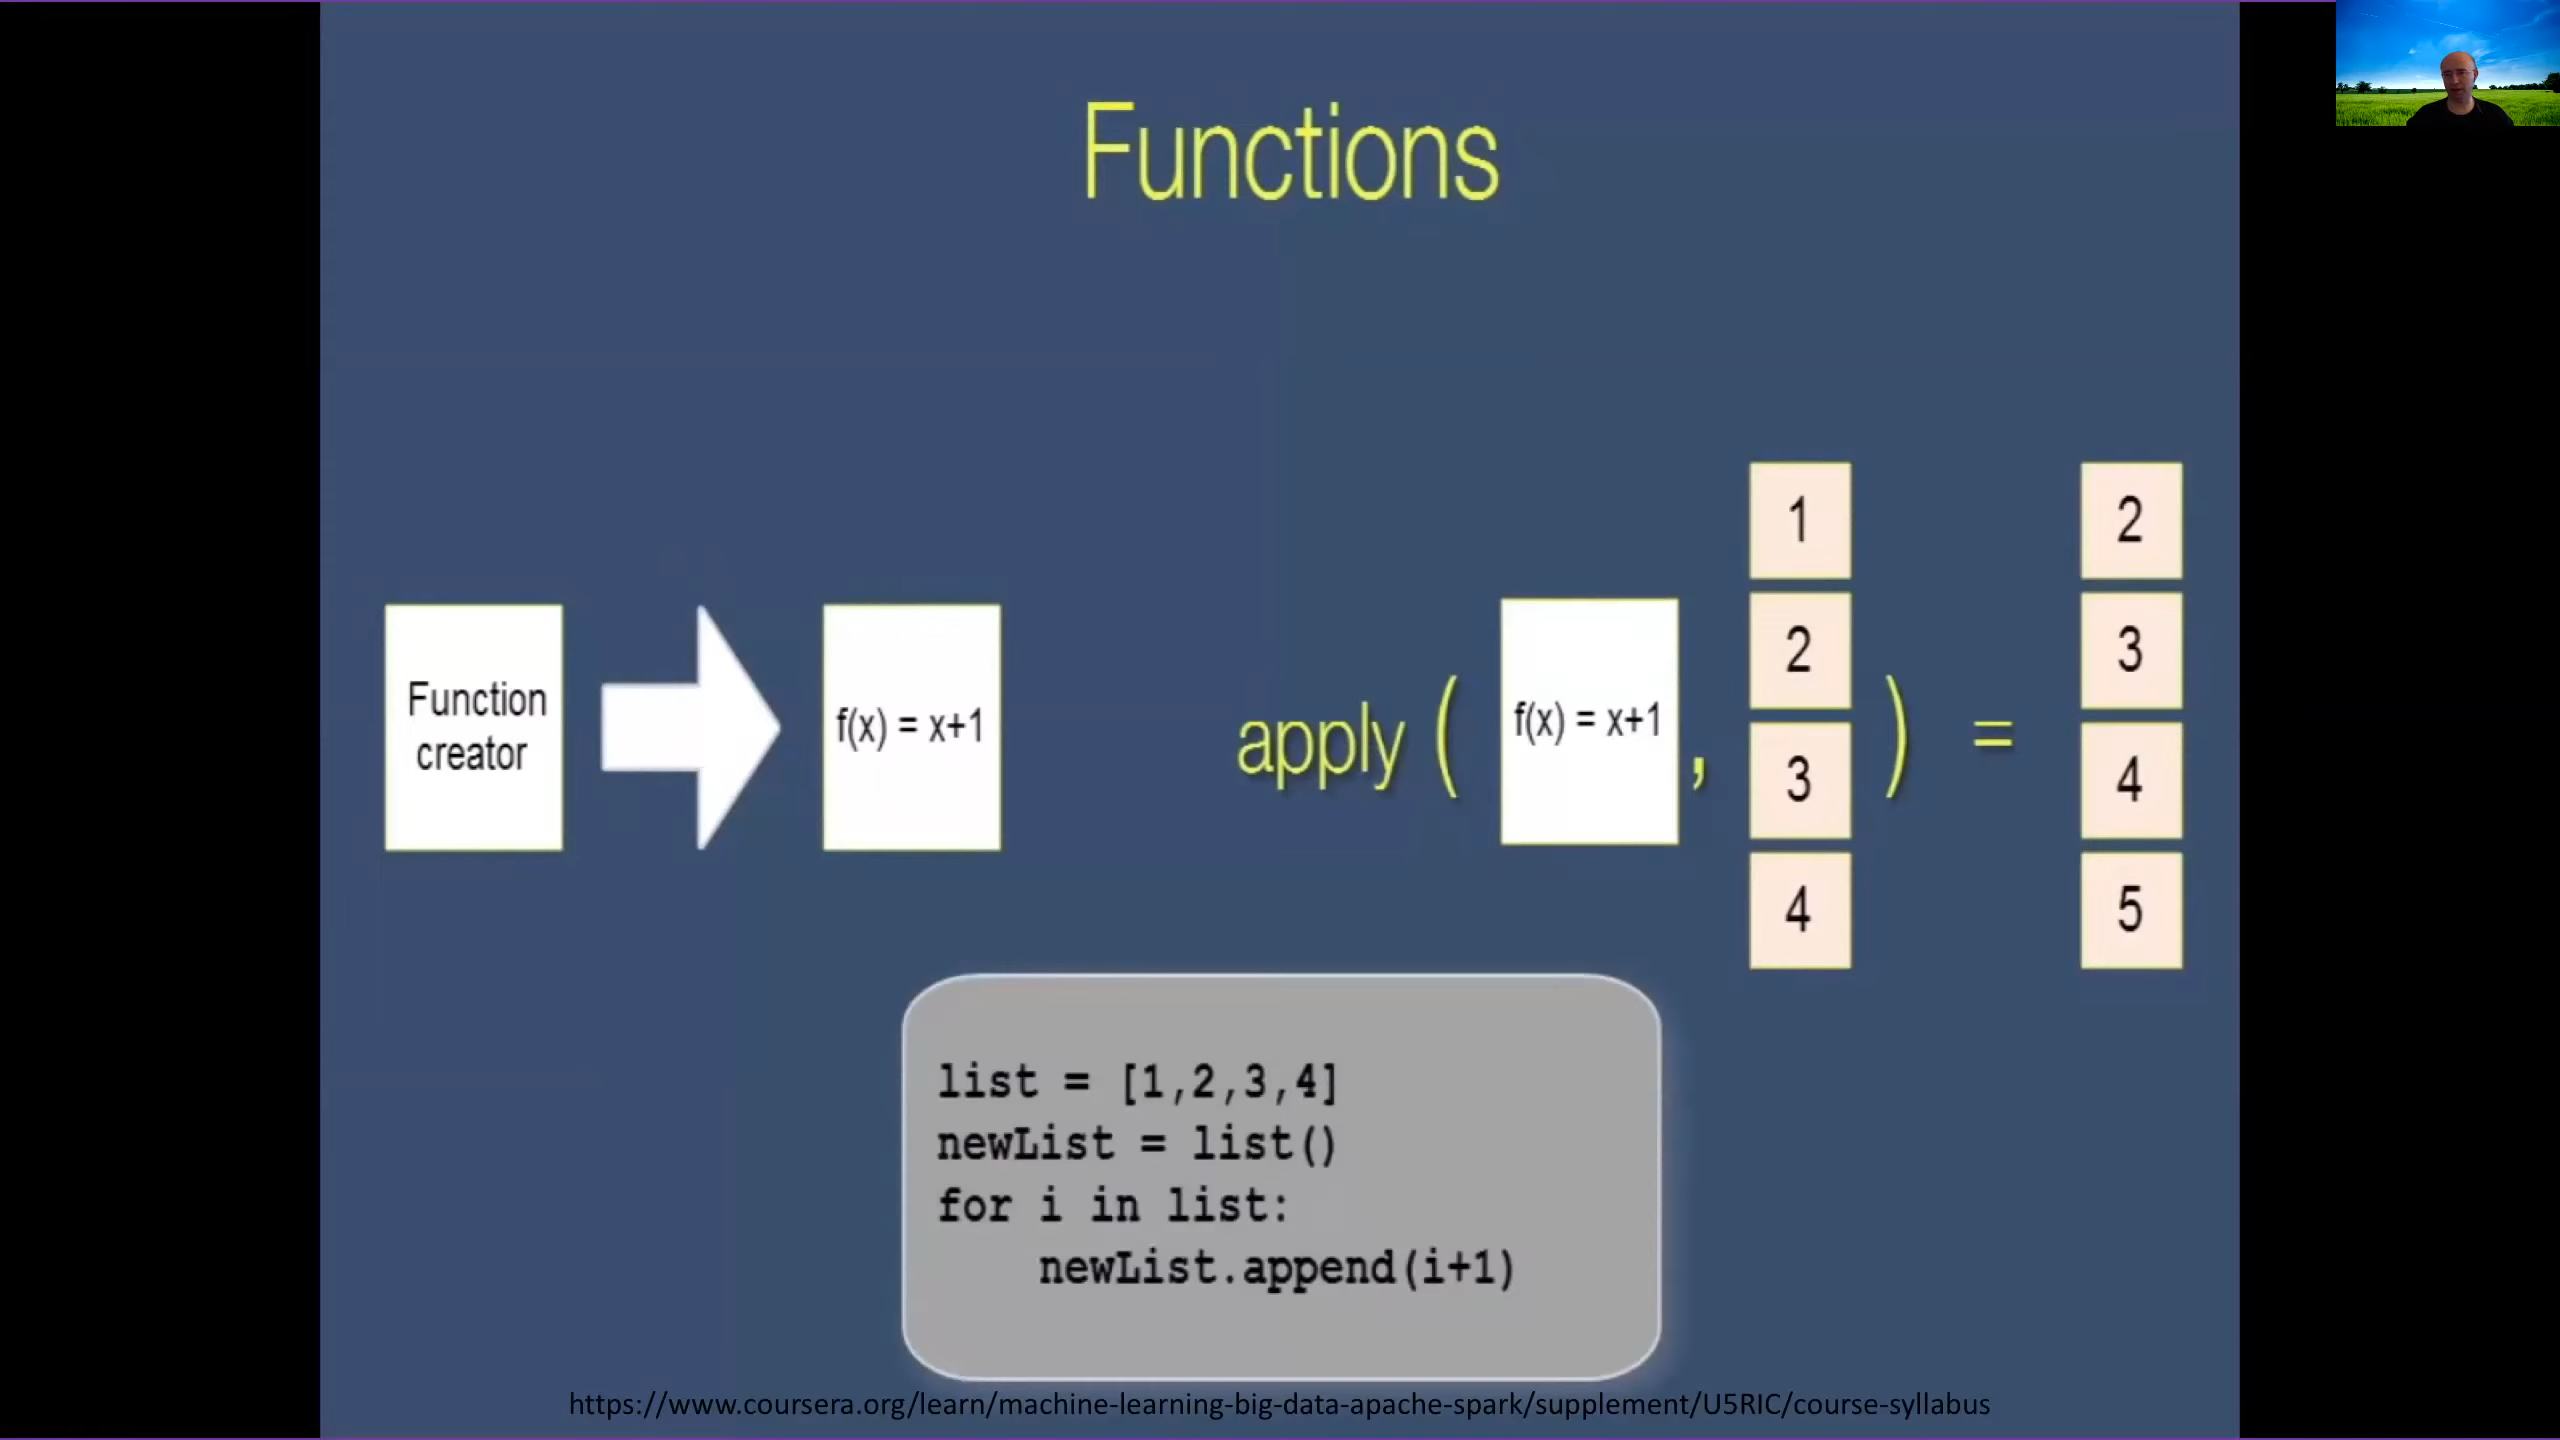 Functions
Function
creator
f(x) = x+1
apply ( f(x) = x+1 , ) =
1
2
3
4
2
3
4
5
list = [1,2,3,4]
newList = list()
for i in list:
    newList.append(i+1)
https://www.coursera.org/learn/machine-learning-big-data-apache-spark/supplement/U5RIC/course-syllabus